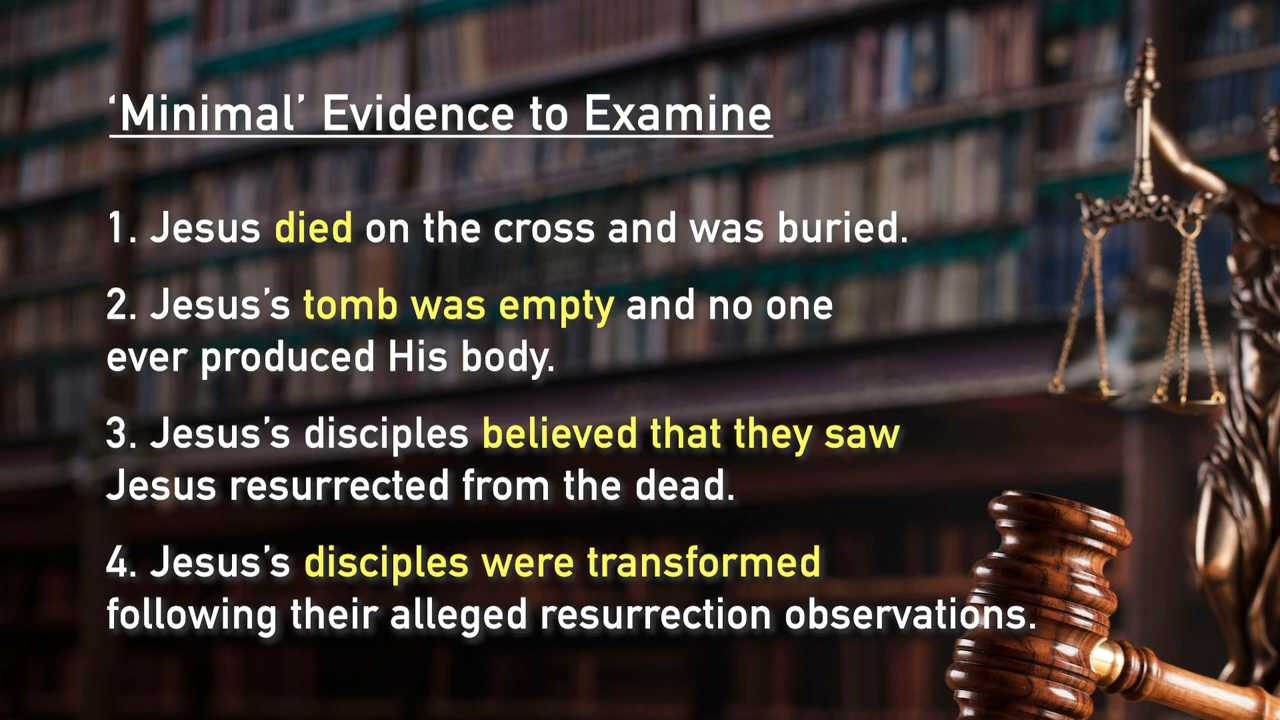 ‘Minimal’ Evidence to Examine
1. Jesus died on the cross and was buried.
2. Jesus’s tomb was empty and no one
ever produced His body.
3. Jesus’s disciples believed that they saw
Jesus resurrected from the dead.
4. Jesus’s disciples were transformed
following their alleged resurrection observations.